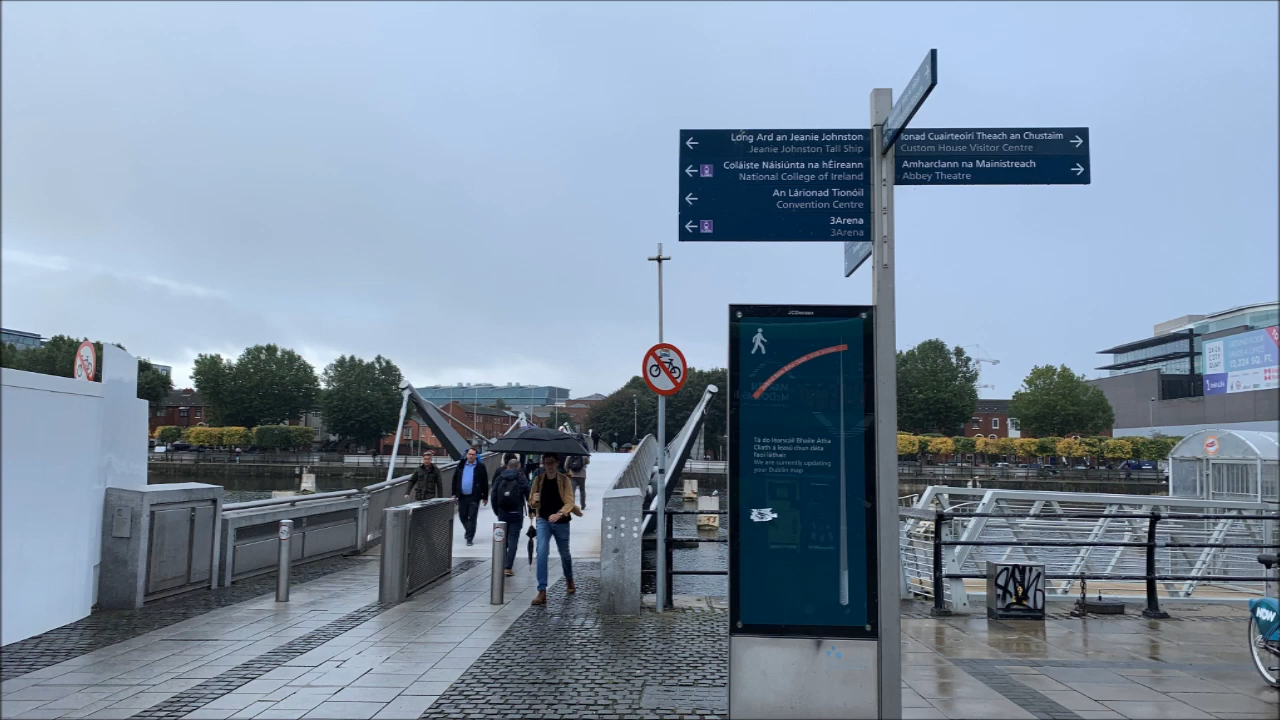 Long Ard an Jeanie Johnston
Jeanie Johnston Tall Ship
Coláiste Náisiúnta na hÉireann
National College of Ireland
An Lárionad Tionóil
Convention Centre
3Arena
3Arena
Ionad Cuairteoirí Theach an Chustaim
Custom House Visitor Centre
Amharclann na Mainistreach
Abbey Theatre
JCDecaux
Tá do léarscáil Bhaile Átha
Cliath á leasú chun dáta
faoi láthair
We are currently updating
your Dublin map
NOW